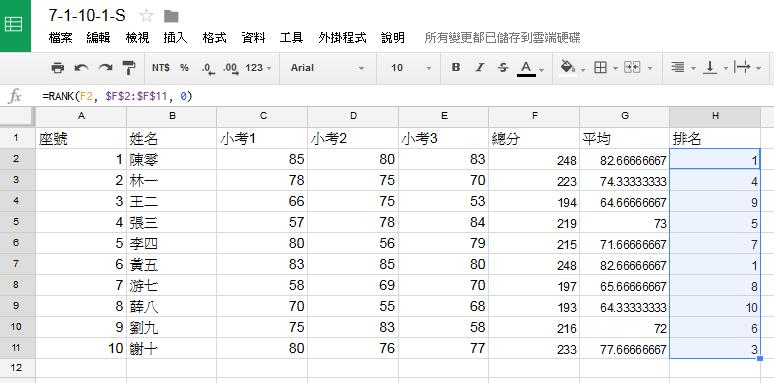 7-1-10-1-S
檔案 編輯 檢視 插入 格式 資料 工具 外掛程式 說明 所有變更都已儲存到雲端硬碟
NT$ % .0 .00 123 Arial 10 B I S A
fx =RANK(F2, $F$2:$F$11, 0)
A B C D E F G H
1 座號 姓名 小考1 小考2 小考3 總分 平均 排名
2 1 陳零 85 80 83 248 82.66666667 1
3 2 林一 78 75 70 223 74.33333333 4
4 3 王二 66 75 53 194 64.66666667 9
5 4 張三 57 78 84 219 73 5
6 5 李四 80 56 79 215 71.66666667 7
7 6 黃五 83 85 80 248 82.66666667 1
8 7 游七 58 69 70 197 65.66666667 8
9 8 薛八 70 55 68 193 64.33333333 10
10 9 劉九 75 83 58 216 72 6
11 10 謝十 80 76 77 233 77.66666667 3
12